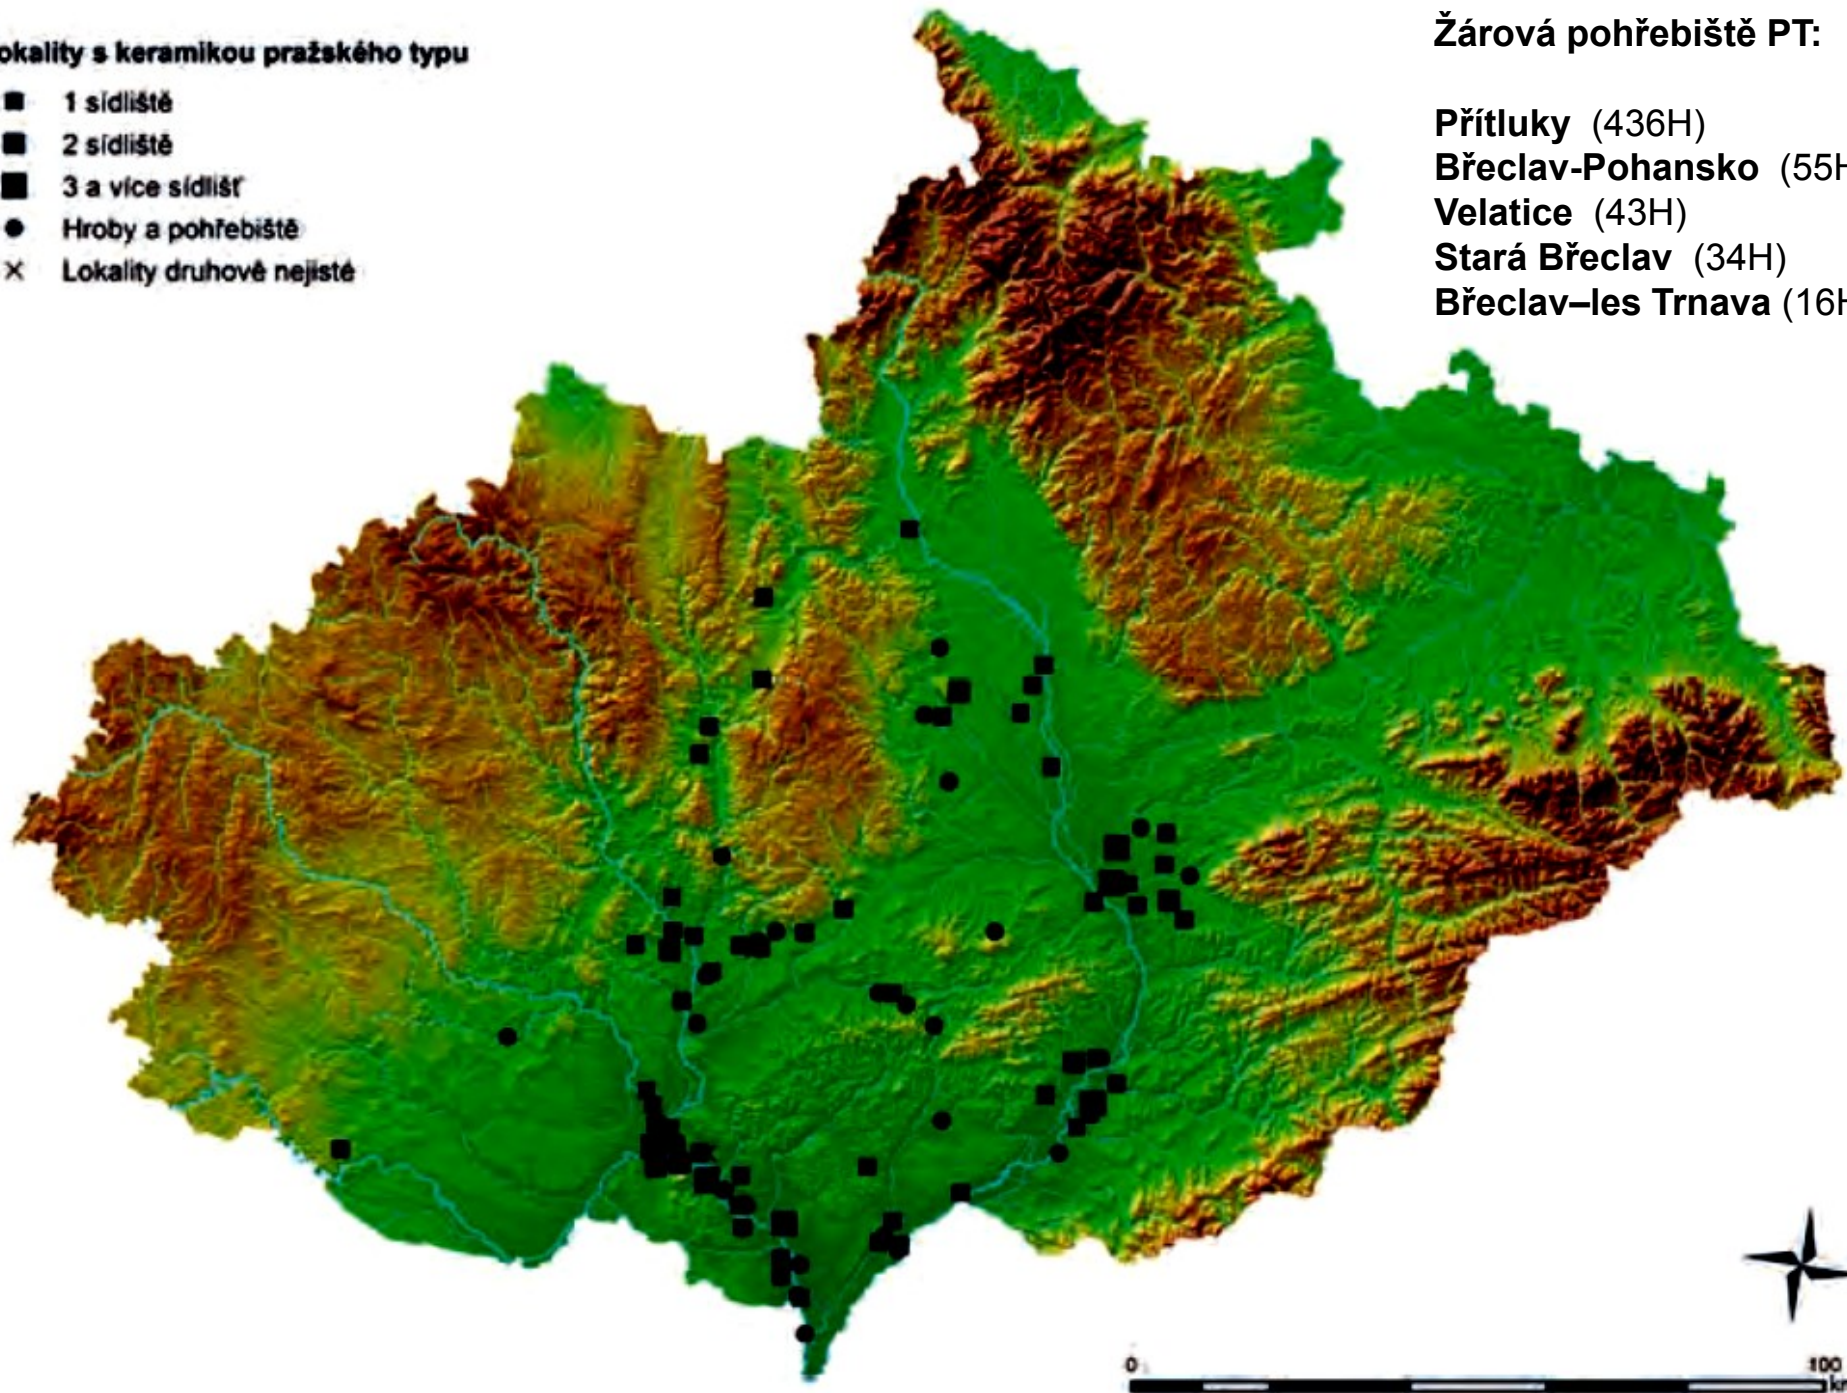 okality s keramikou pražského typu
1 sídliště
2 sídliště
3 a více sídlišť
Hroby a pohřebiště
Lokality druhově nejisté
Žárová pohřebiště PT:
Přítluky (436H)
Břeclav-Pohansko (55H
Velatice (43H)
Stará Břeclav (34H)
Břeclav–les Trnava (16H
0
100